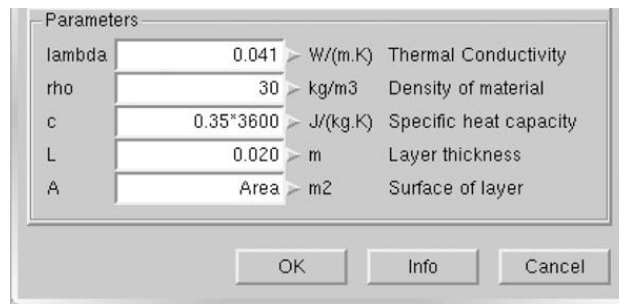 Parameters
lambda 0.041 W/(m.K) Thermal Conductivity
rho 30 kg/m3 Density of material
c 0.35*3600 J/(kg.K) Specific heat capacity
L 0.020 m Layer thickness
A Area m2 Surface of layer
OK Info Cancel